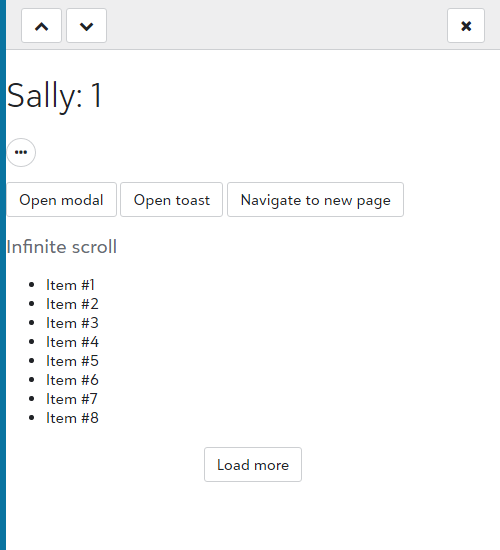 Sally: 1
Open modal Open toast Navigate to new page
Infinite scroll
Item #1
Item #2
Item #3
Item #4
Item #5
Item #6
Item #7
Item #8
Load more